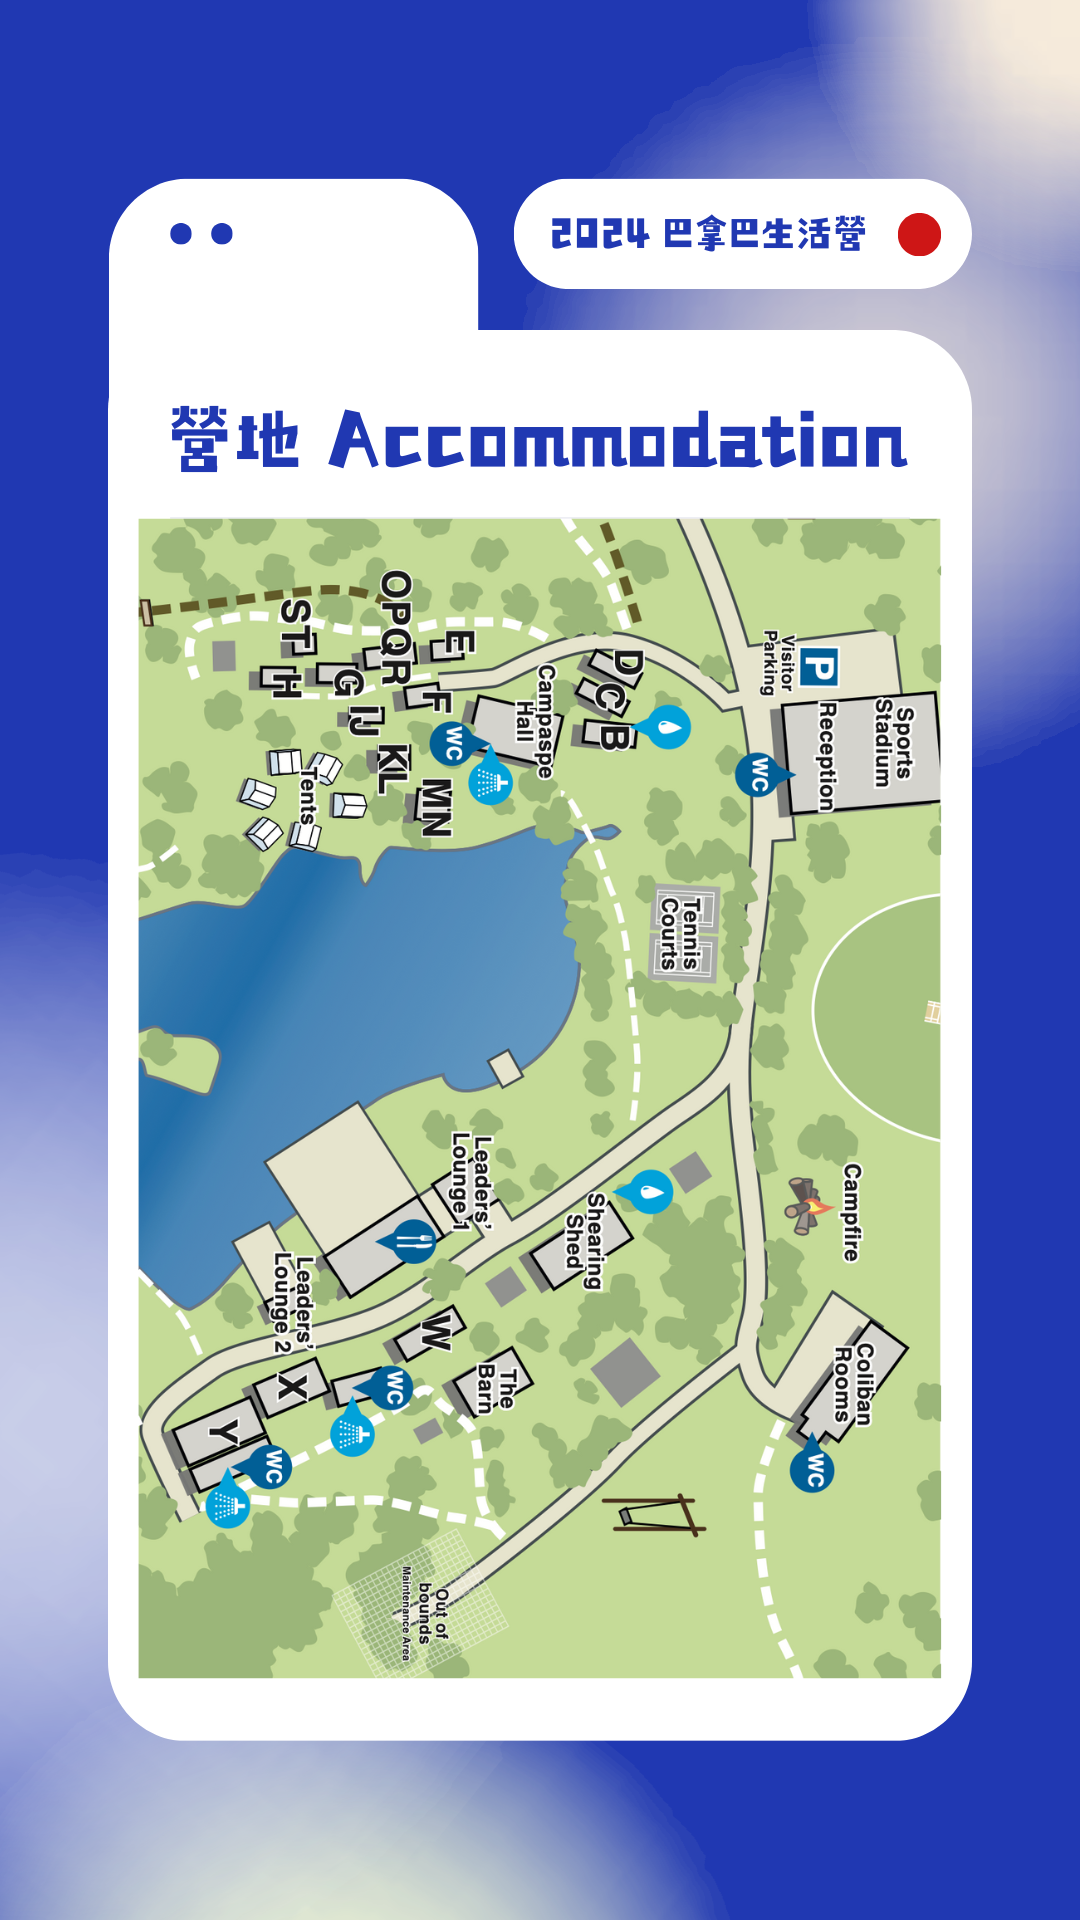 2024 巴拿巴生活營
營地 Accommodation
OPQR
ST
E
D
C
B
H
G
F
IJ
KL
MN
Campaspe
Hall
WC
Tents
P
Visitor
Parking
Reception
Sports
Stadium
WC
Tennis
Courts
Leaders'
Lounge 1
Shearing
Shed
Campfire
Leaders'
Lounge 2
W
X
Y
WC
WC
The
Barn
Coliban
Rooms
WC
Out of
bounds
Maintenance Area